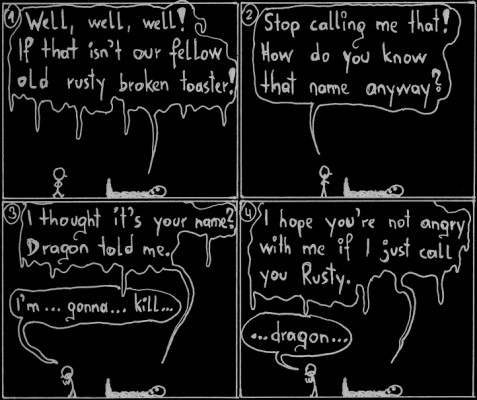 1
Well, well, well!
If that isn't our fellow
old rusty broken toaster!
2
Stop calling me that!
How do you know
that name anyway?
3
I thought it's your name?
Dragon told me.
I'm... gonna... kill...
4
I hope you're not angry
with me if I just call
you Rusty.
...dragon...